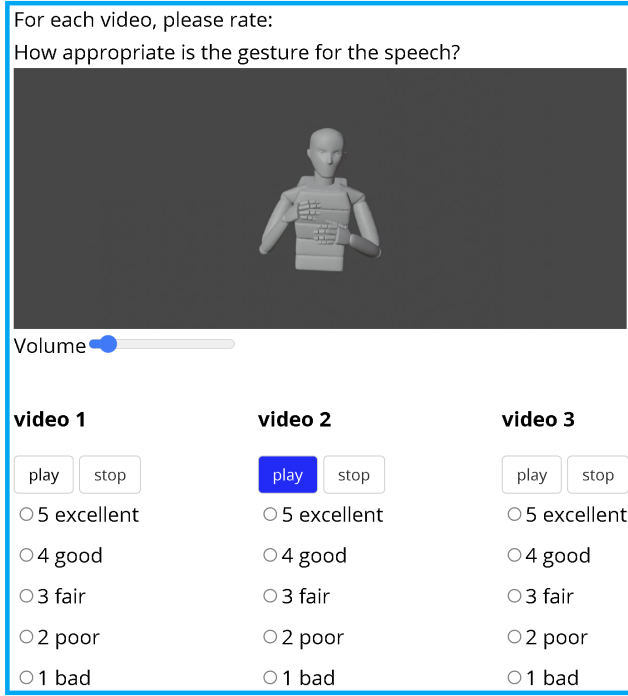 For each video, please rate:
How appropriate is the gesture for the speech?
Volume
video 1 video 2 video 3
play stop play stop play stop
5 excellent 5 excellent 5 excellent
4 good 4 good 4 good
3 fair 3 fair 3 fair
2 poor 2 poor 2 poor
1 bad 1 bad 1 bad